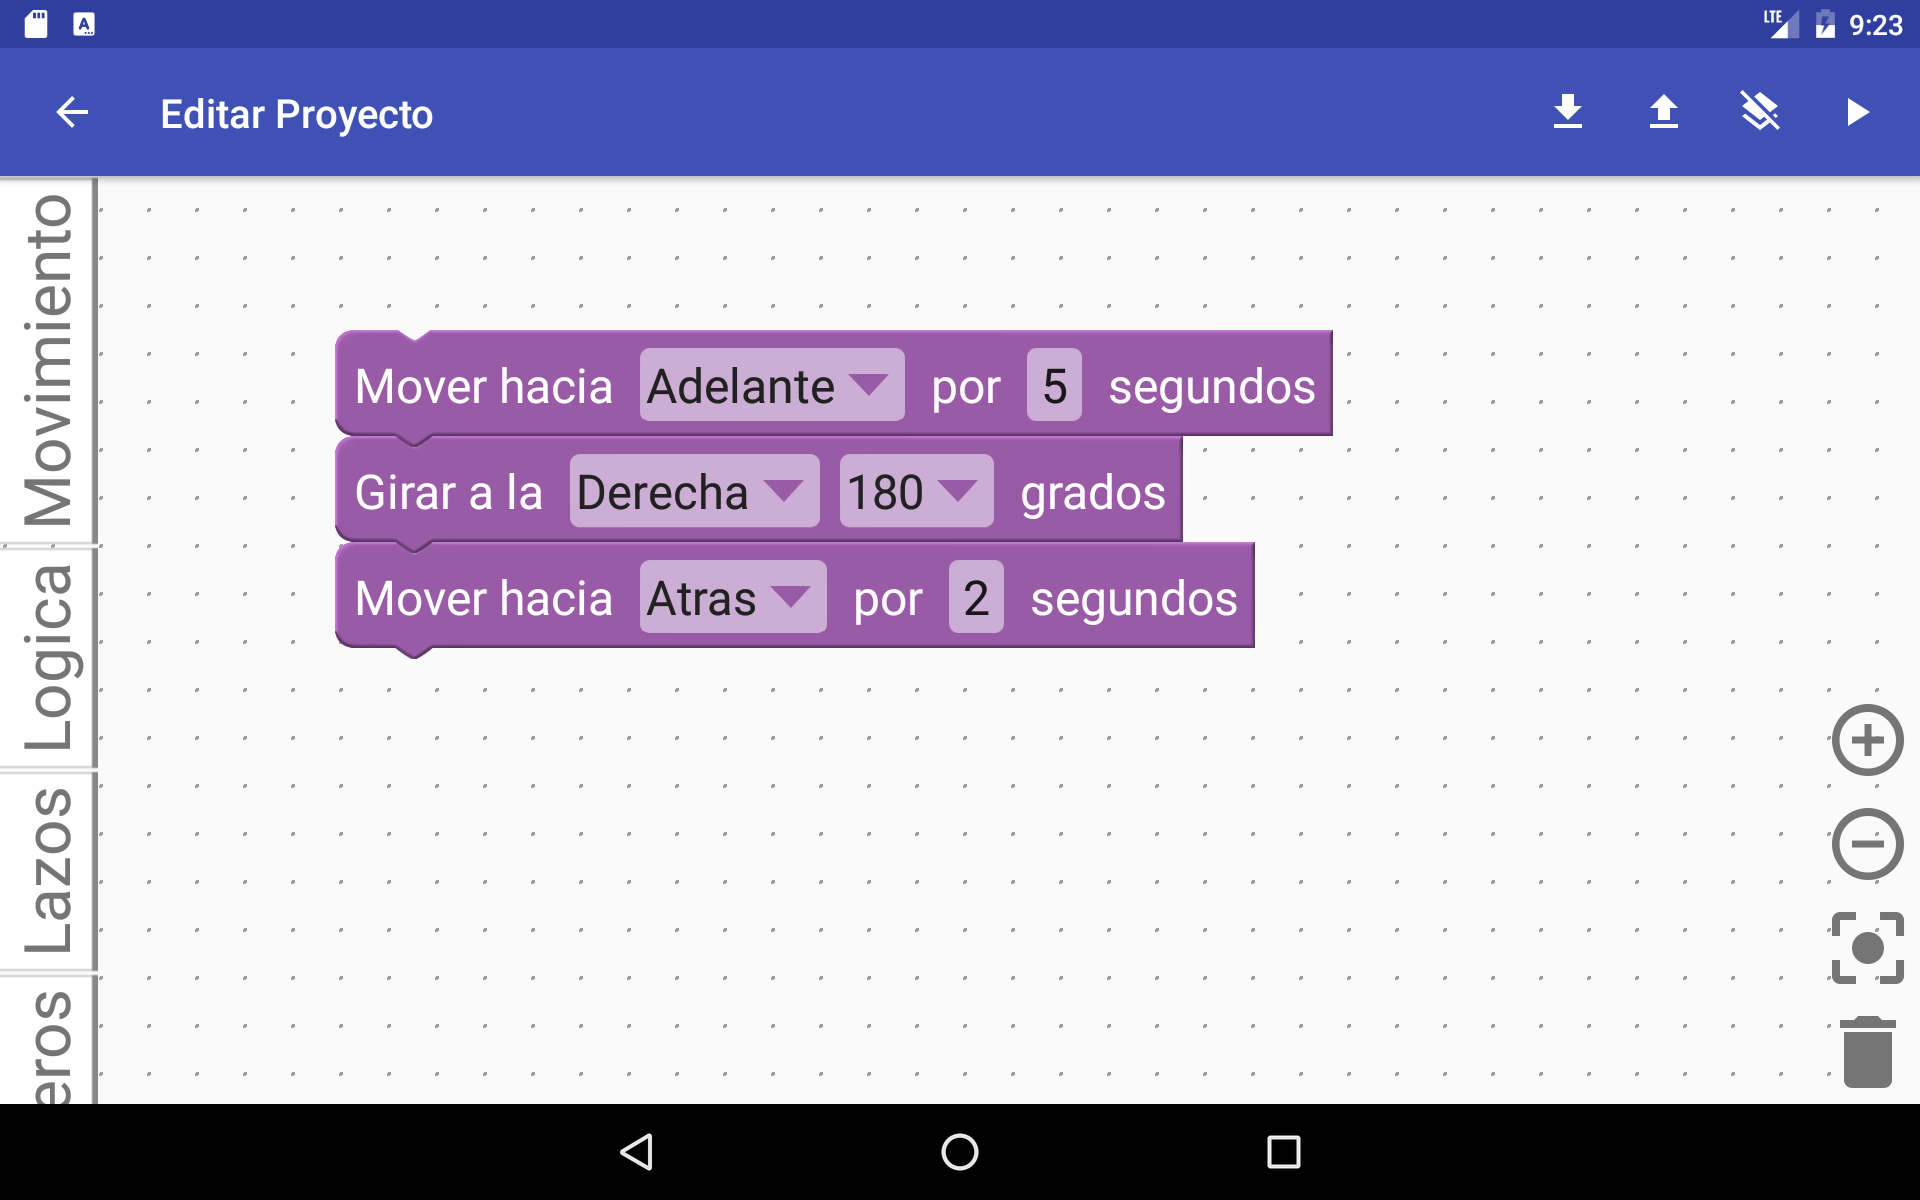 LTE 9:23
Editar Proyecto
Movimiento
Logica
Lazos
eros
Mover hacia Adelante por 5 segundos
Girar a la Derecha 180 grados
Mover hacia Atras por 2 segundos